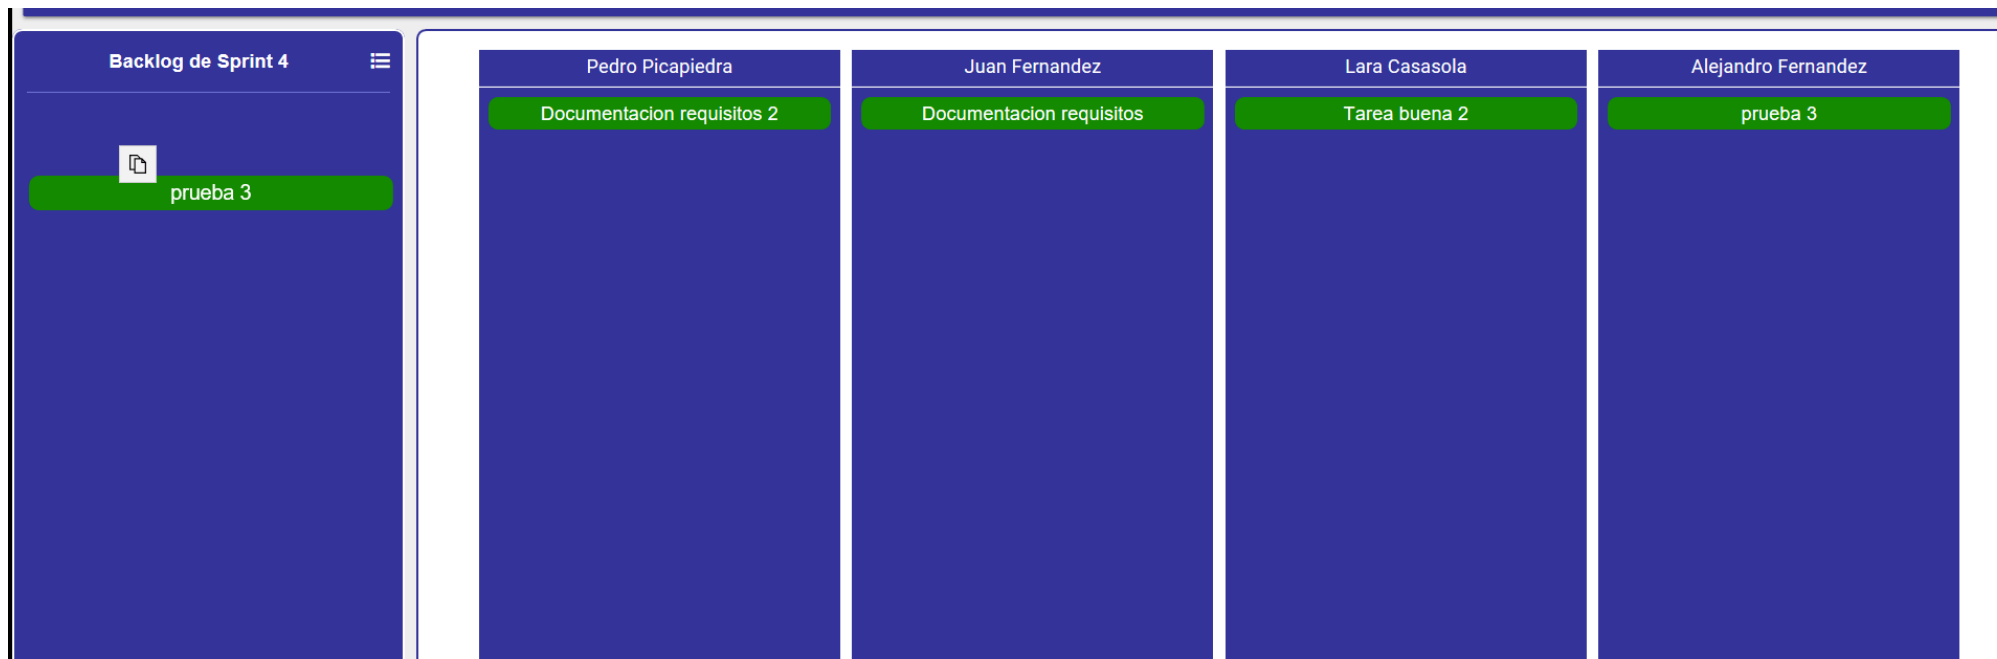 Backlog de Sprint 4
prueba 3
Pedro Picapiedra
Documentacion requisitos 2
Juan Fernandez
Documentacion requisitos
Lara Casasola
Tarea buena 2
Alejandro Fernandez
prueba 3